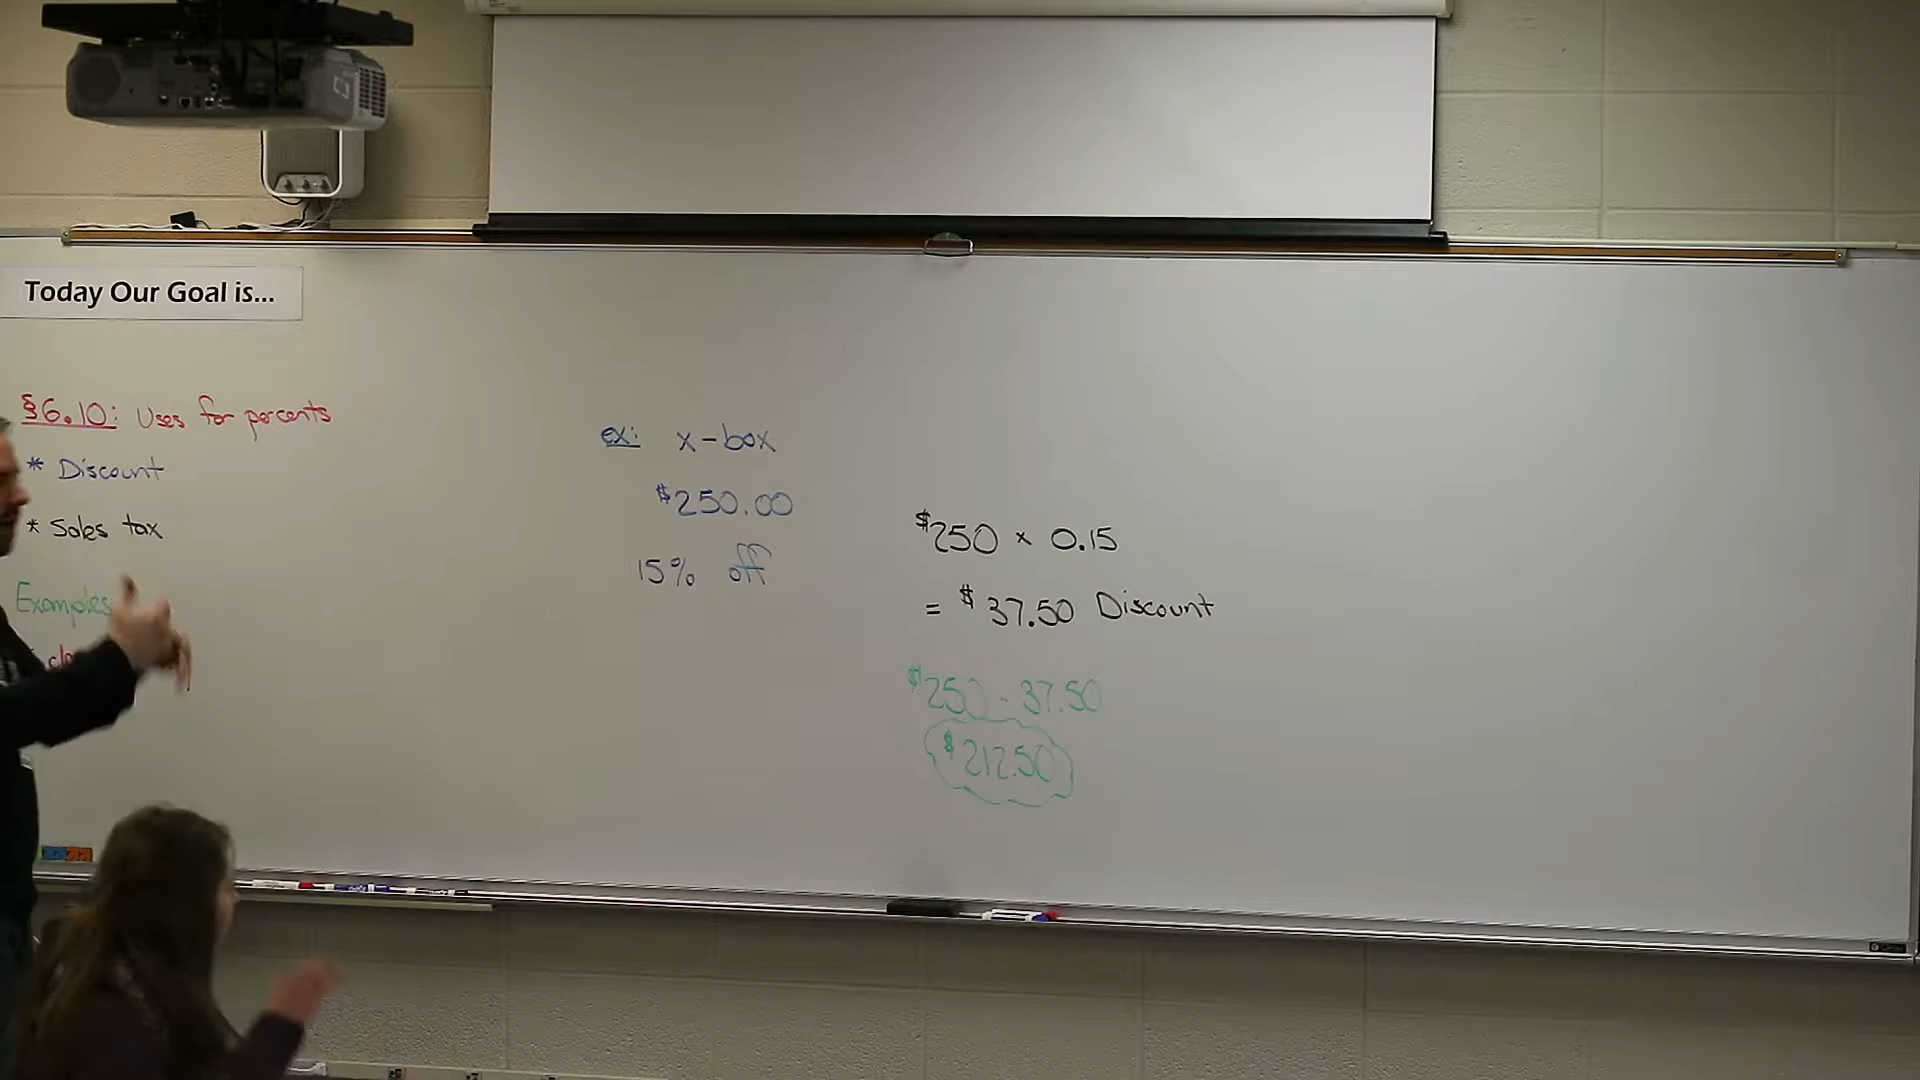 Today Our Goal is...
§6.10: Uses for percents
* Discount
* Sales tax
Examples
ex: x-box
$250.00
15% off
$250 x 0.15
= $37.50 Discount
$250 - 37.50
$212.50